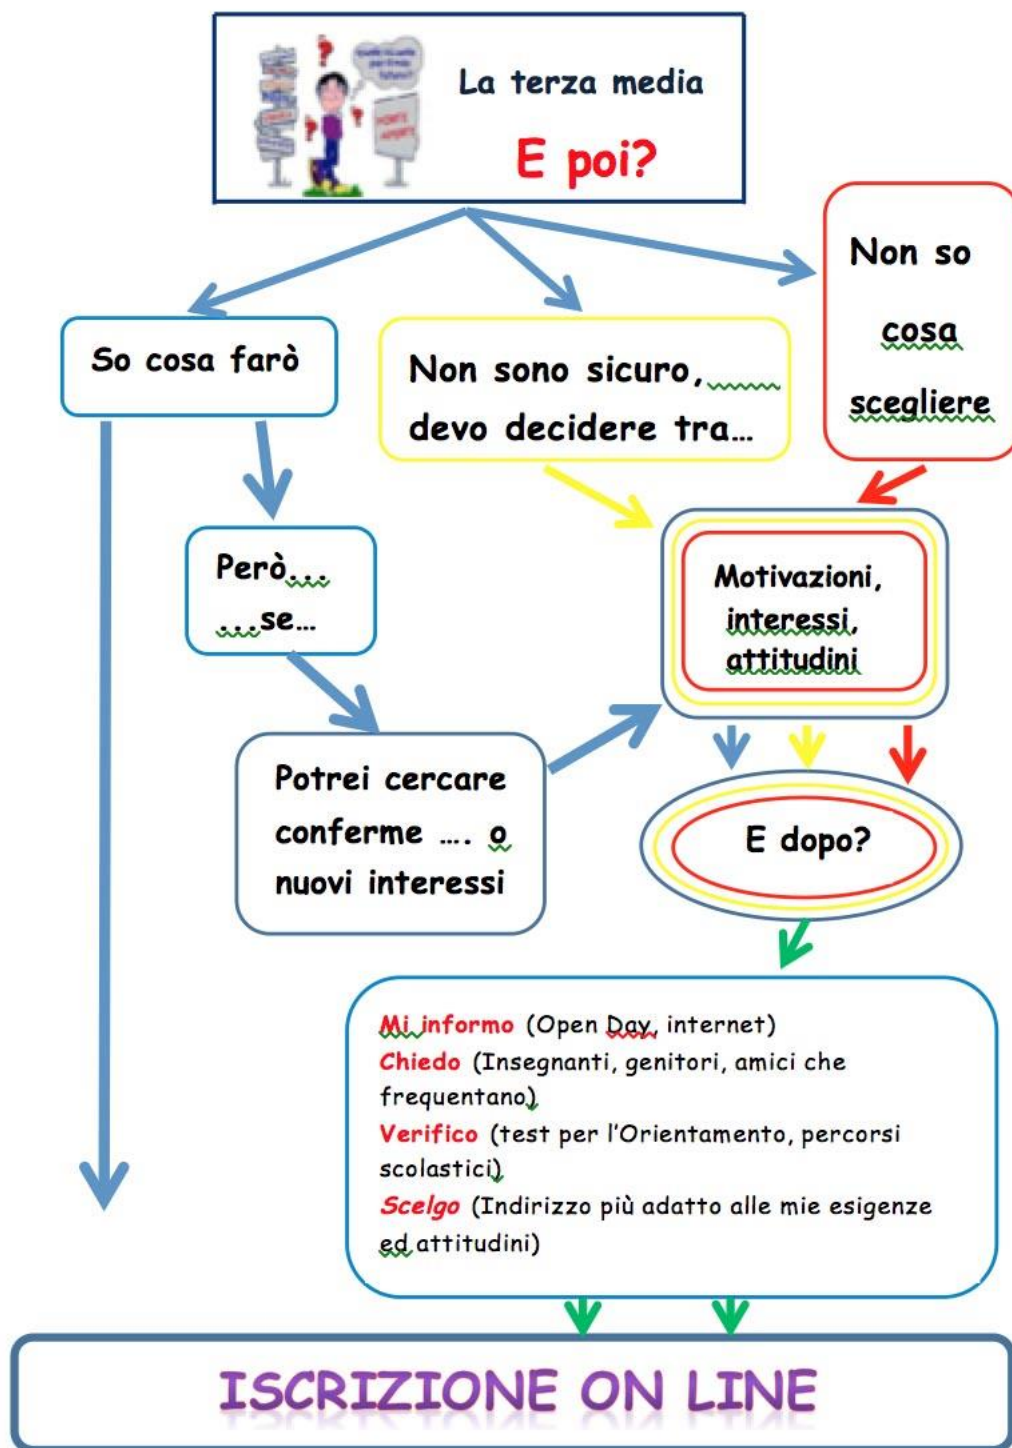 La terza media
E poi?
PORTE
APERTE
Non so
cosa
scegliere
So cosa farò
Non sono sicuro,
devo decidere tra…
Però...
...se…
Motivazioni,
interessi,
attitudini
Potrei cercare
conferme …. o
nuovi interessi
E dopo?
Mi informo (Open Day, internet)
Chiedo (Insegnanti, genitori, amici che
frequentano)
Verifico (test per l'Orientamento, percorsi
scolastici)
Scelgo (Indirizzo più adatto alle mie esigenze
ed attitudini)
ISCRIZIONE ON LINE